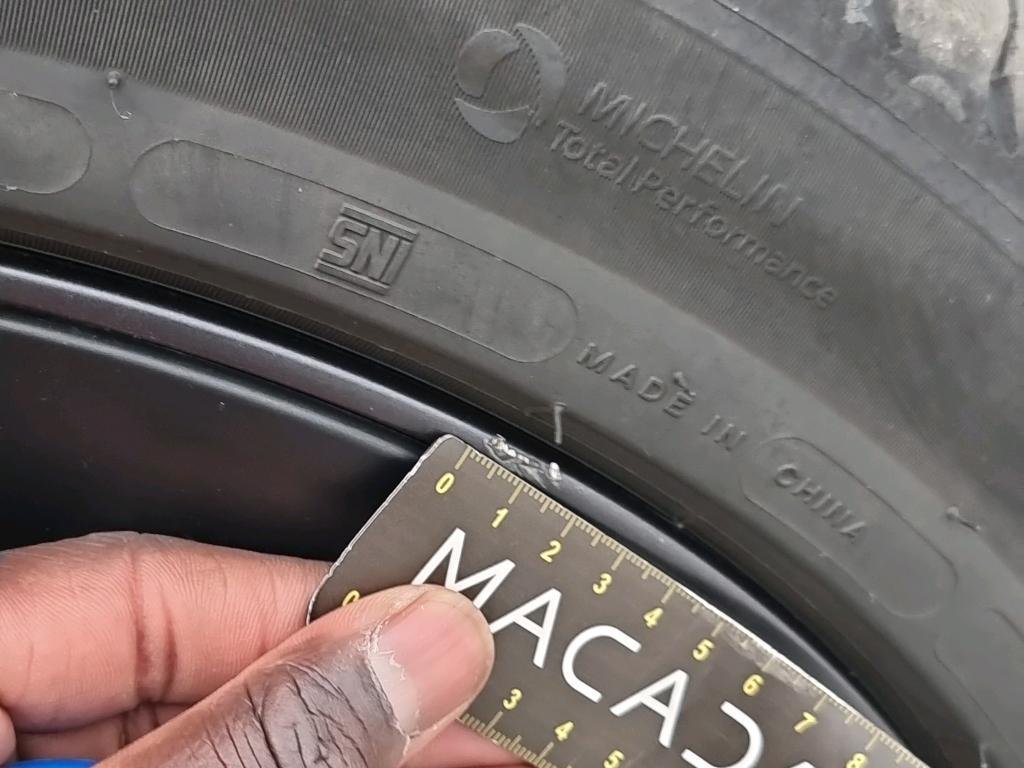 MICHELIN
Total Performance
SNI
MADE IN CHINA
0 1 2 3 4 5 6 7 8
MACAD
0
3 4 5